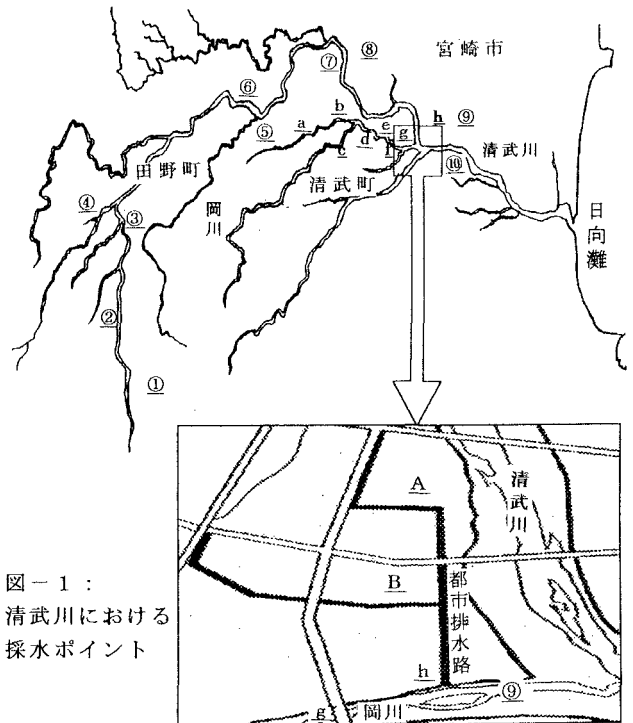 宮崎市
⑧
⑦
⑥
⑤
a
b
c
d
e
f
g
h
⑨
⑩
清武川
田野町
清武町
岡川
日向灘
④
③
②
①
A
B
清武川
都市排水路
h
g
岡川
⑨
図－１：
清武川における
採水ポイント